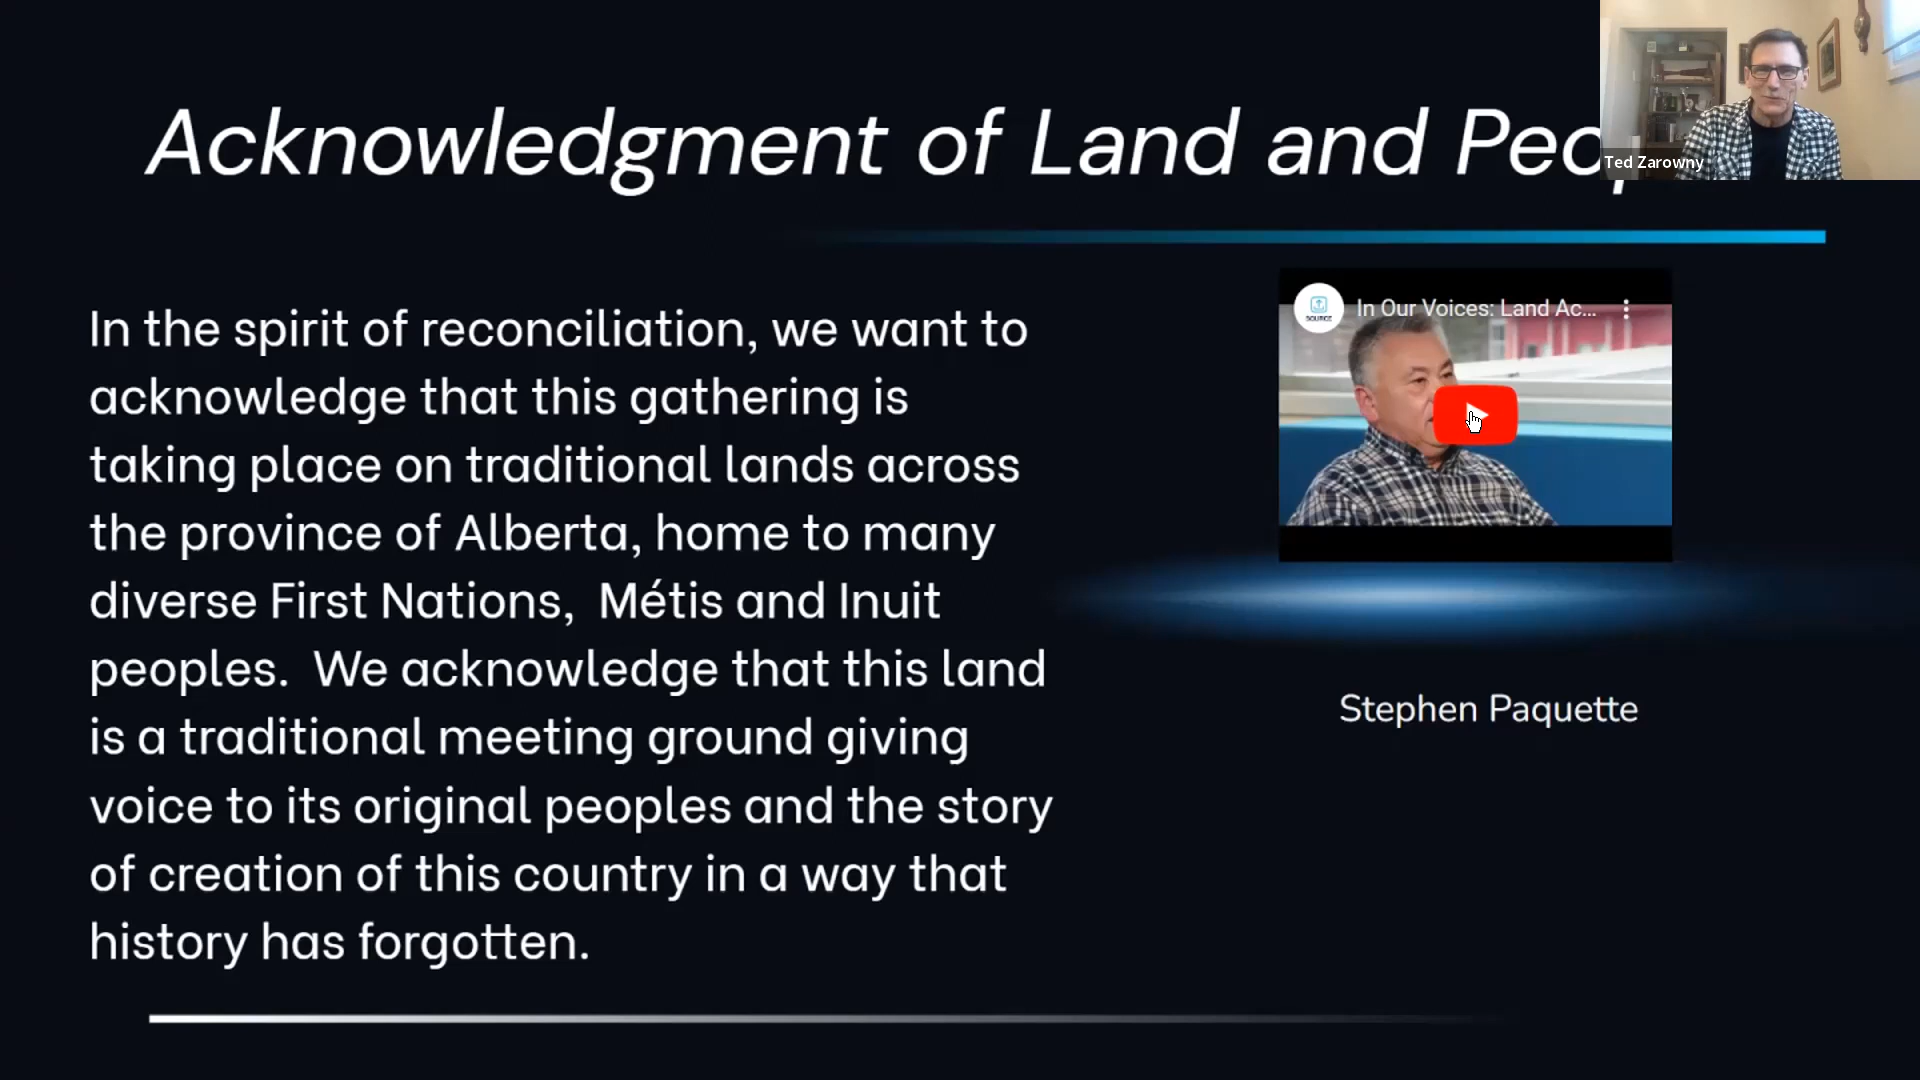 Acknowledgment of Land and Peop
Ted Zarowny
In the spirit of reconciliation, we want to
acknowledge that this gathering is
taking place on traditional lands across
the province of Alberta, home to many
diverse First Nations,  Métis and Inuit
peoples.  We acknowledge that this land
is a traditional meeting ground giving
voice to its original peoples and the story
of creation of this country in a way that
history has forgotten.
SOURCE
In Our Voices: Land Ac...
Stephen Paquette